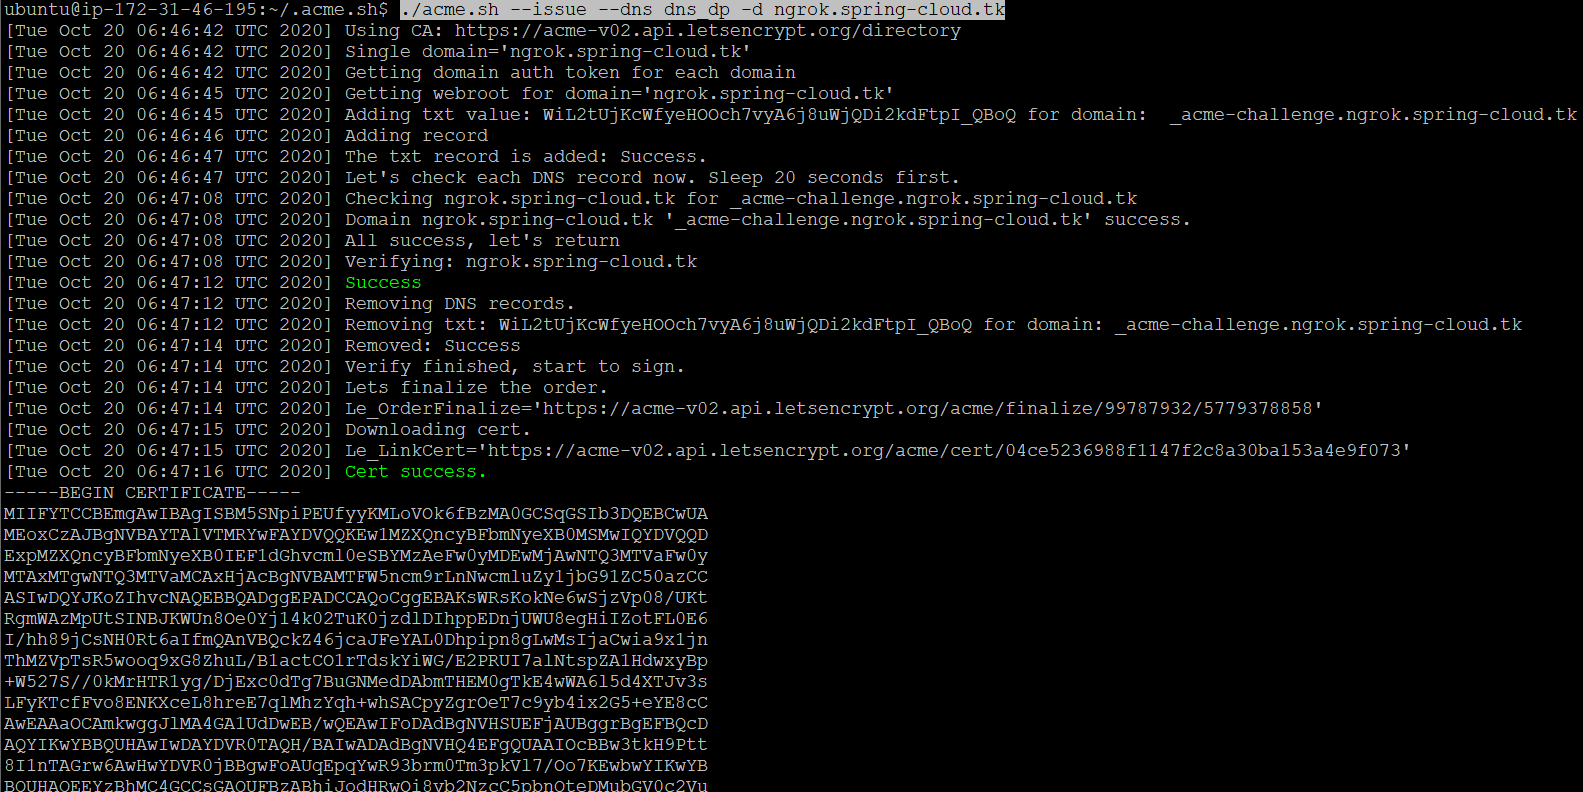 ubuntu@ip-172-31-46-195:~/.acme.sh$ ./acme.sh --issue --dns dns_dp -d ngrok.spring-cloud.tk
[Tue Oct 20 06:46:42 UTC 2020] Using CA: https://acme-v02.api.letsencrypt.org/directory
[Tue Oct 20 06:46:42 UTC 2020] Single domain='ngrok.spring-cloud.tk'
[Tue Oct 20 06:46:42 UTC 2020] Getting domain auth token for each domain
[Tue Oct 20 06:46:45 UTC 2020] Getting webroot for domain='ngrok.spring-cloud.tk'
[Tue Oct 20 06:46:45 UTC 2020] Adding txt value: WiL2tUjKcWfyeHOOch7vyA6j8uWjQDi2kdFtpI_QBoQ for domain:  _acme-challenge.ngrok.spring-cloud.tk
[Tue Oct 20 06:46:46 UTC 2020] Adding record
[Tue Oct 20 06:46:47 UTC 2020] The txt record is added: Success.
[Tue Oct 20 06:46:47 UTC 2020] Let's check each DNS record now. Sleep 20 seconds first.
[Tue Oct 20 06:47:08 UTC 2020] Checking ngrok.spring-cloud.tk for _acme-challenge.ngrok.spring-cloud.tk
[Tue Oct 20 06:47:08 UTC 2020] Domain ngrok.spring-cloud.tk '_acme-challenge.ngrok.spring-cloud.tk' success.
[Tue Oct 20 06:47:08 UTC 2020] All success, let's return
[Tue Oct 20 06:47:08 UTC 2020] Verifying: ngrok.spring-cloud.tk
[Tue Oct 20 06:47:12 UTC 2020] Success
[Tue Oct 20 06:47:12 UTC 2020] Removing DNS records.
[Tue Oct 20 06:47:12 UTC 2020] Removing txt: WiL2tUjKcWfyeHOOch7vyA6j8uWjQDi2kdFtpI_QBoQ for domain: _acme-challenge.ngrok.spring-cloud.tk
[Tue Oct 20 06:47:14 UTC 2020] Removed: Success
[Tue Oct 20 06:47:14 UTC 2020] Verify finished, start to sign.
[Tue Oct 20 06:47:14 UTC 2020] Lets finalize the order.
[Tue Oct 20 06:47:14 UTC 2020] Le_OrderFinalize='https://acme-v02.api.letsencrypt.org/acme/finalize/99787932/5779378858'
[Tue Oct 20 06:47:15 UTC 2020] Downloading cert.
[Tue Oct 20 06:47:15 UTC 2020] Le_LinkCert='https://acme-v02.api.letsencrypt.org/acme/cert/04ce5236988f1147f2c8a30ba153a4e9f073'
[Tue Oct 20 06:47:16 UTC 2020] Cert success.
-----BEGIN CERTIFICATE-----
MIIFYTCCBEmgAwIBAgISBM5SNpiPEUfyyKMLoVOk6fBzMA0GCSqGSIb3DQEBCwUA
MEoxCzAJBgNVBAYTAlVTMRYwFAYDVQQKEw1MZXQncyBFbmNyeXB0MSMwIQYDVQQD
ExpMZXQncyBFbmNyeXB0IEF1dGhvcml0eSBYMzAeFw0yMDEwMjAwNTQ3MTVaFw0y
MTAxMTgwNTQ3MTVaMCAxHjAcBgNVBAMTFW5ncm9rLnNwcmluZy1jbG91ZC50azCC
ASIwDQYJKoZIhvcNAQEBBQADggEPADCCAQoCggEBAKsWRsKokNe6wSjzVp08/UKt
RgmWAzMpUtSINBJKWUn8Oe0Yj14k02TuK0jzdlDIhppEDnjUWU8egHiIZotFL0E6
I/hh89jCsNH0Rt6aIfmQAnVBQckZ46jcaJFeYAL0Dhpipn8gLwMsIjaCwia9x1jn
ThMZVpTsR5wooq9xG8ZhuL/B1actCO1rTdskYiWG/E2PRUI7alNtspZA1HdwxyBp
+W527S//0kMrHTR1yg/DjExc0dTg7BuGNMedDAbmTHEM0gTkE4wWA6l5d4XTJv3s
LFyKTcfFvo8ENKXceL8hreE7qlMhzYqh+whSACpyZgrOeT7c9yb4ix2G5+eYE8cC
AwEAAaOCAmkwggJlMA4GA1UdDwEB/wQEAwIFoDAdBgNVHSUEFjAUBggrBgEFBQcD
AQYIKwYBBQUHAwIwDAYDVR0TAQH/BAIwADAdBgNVHQ4EFgQUAAIOcBBw3tkH9Ptt
8I1nTAGrw6AwHwYDVR0jBBgwFoAUqEpqYwR93brm0Tm3pkVl7/Oo7KEwbwYIKwYB
BQUHAQEEYzBhMC4GCCsGAQUFBzABhiJodHRwOi8vb2NzcC5pbnQteDMubGV0c2Vu